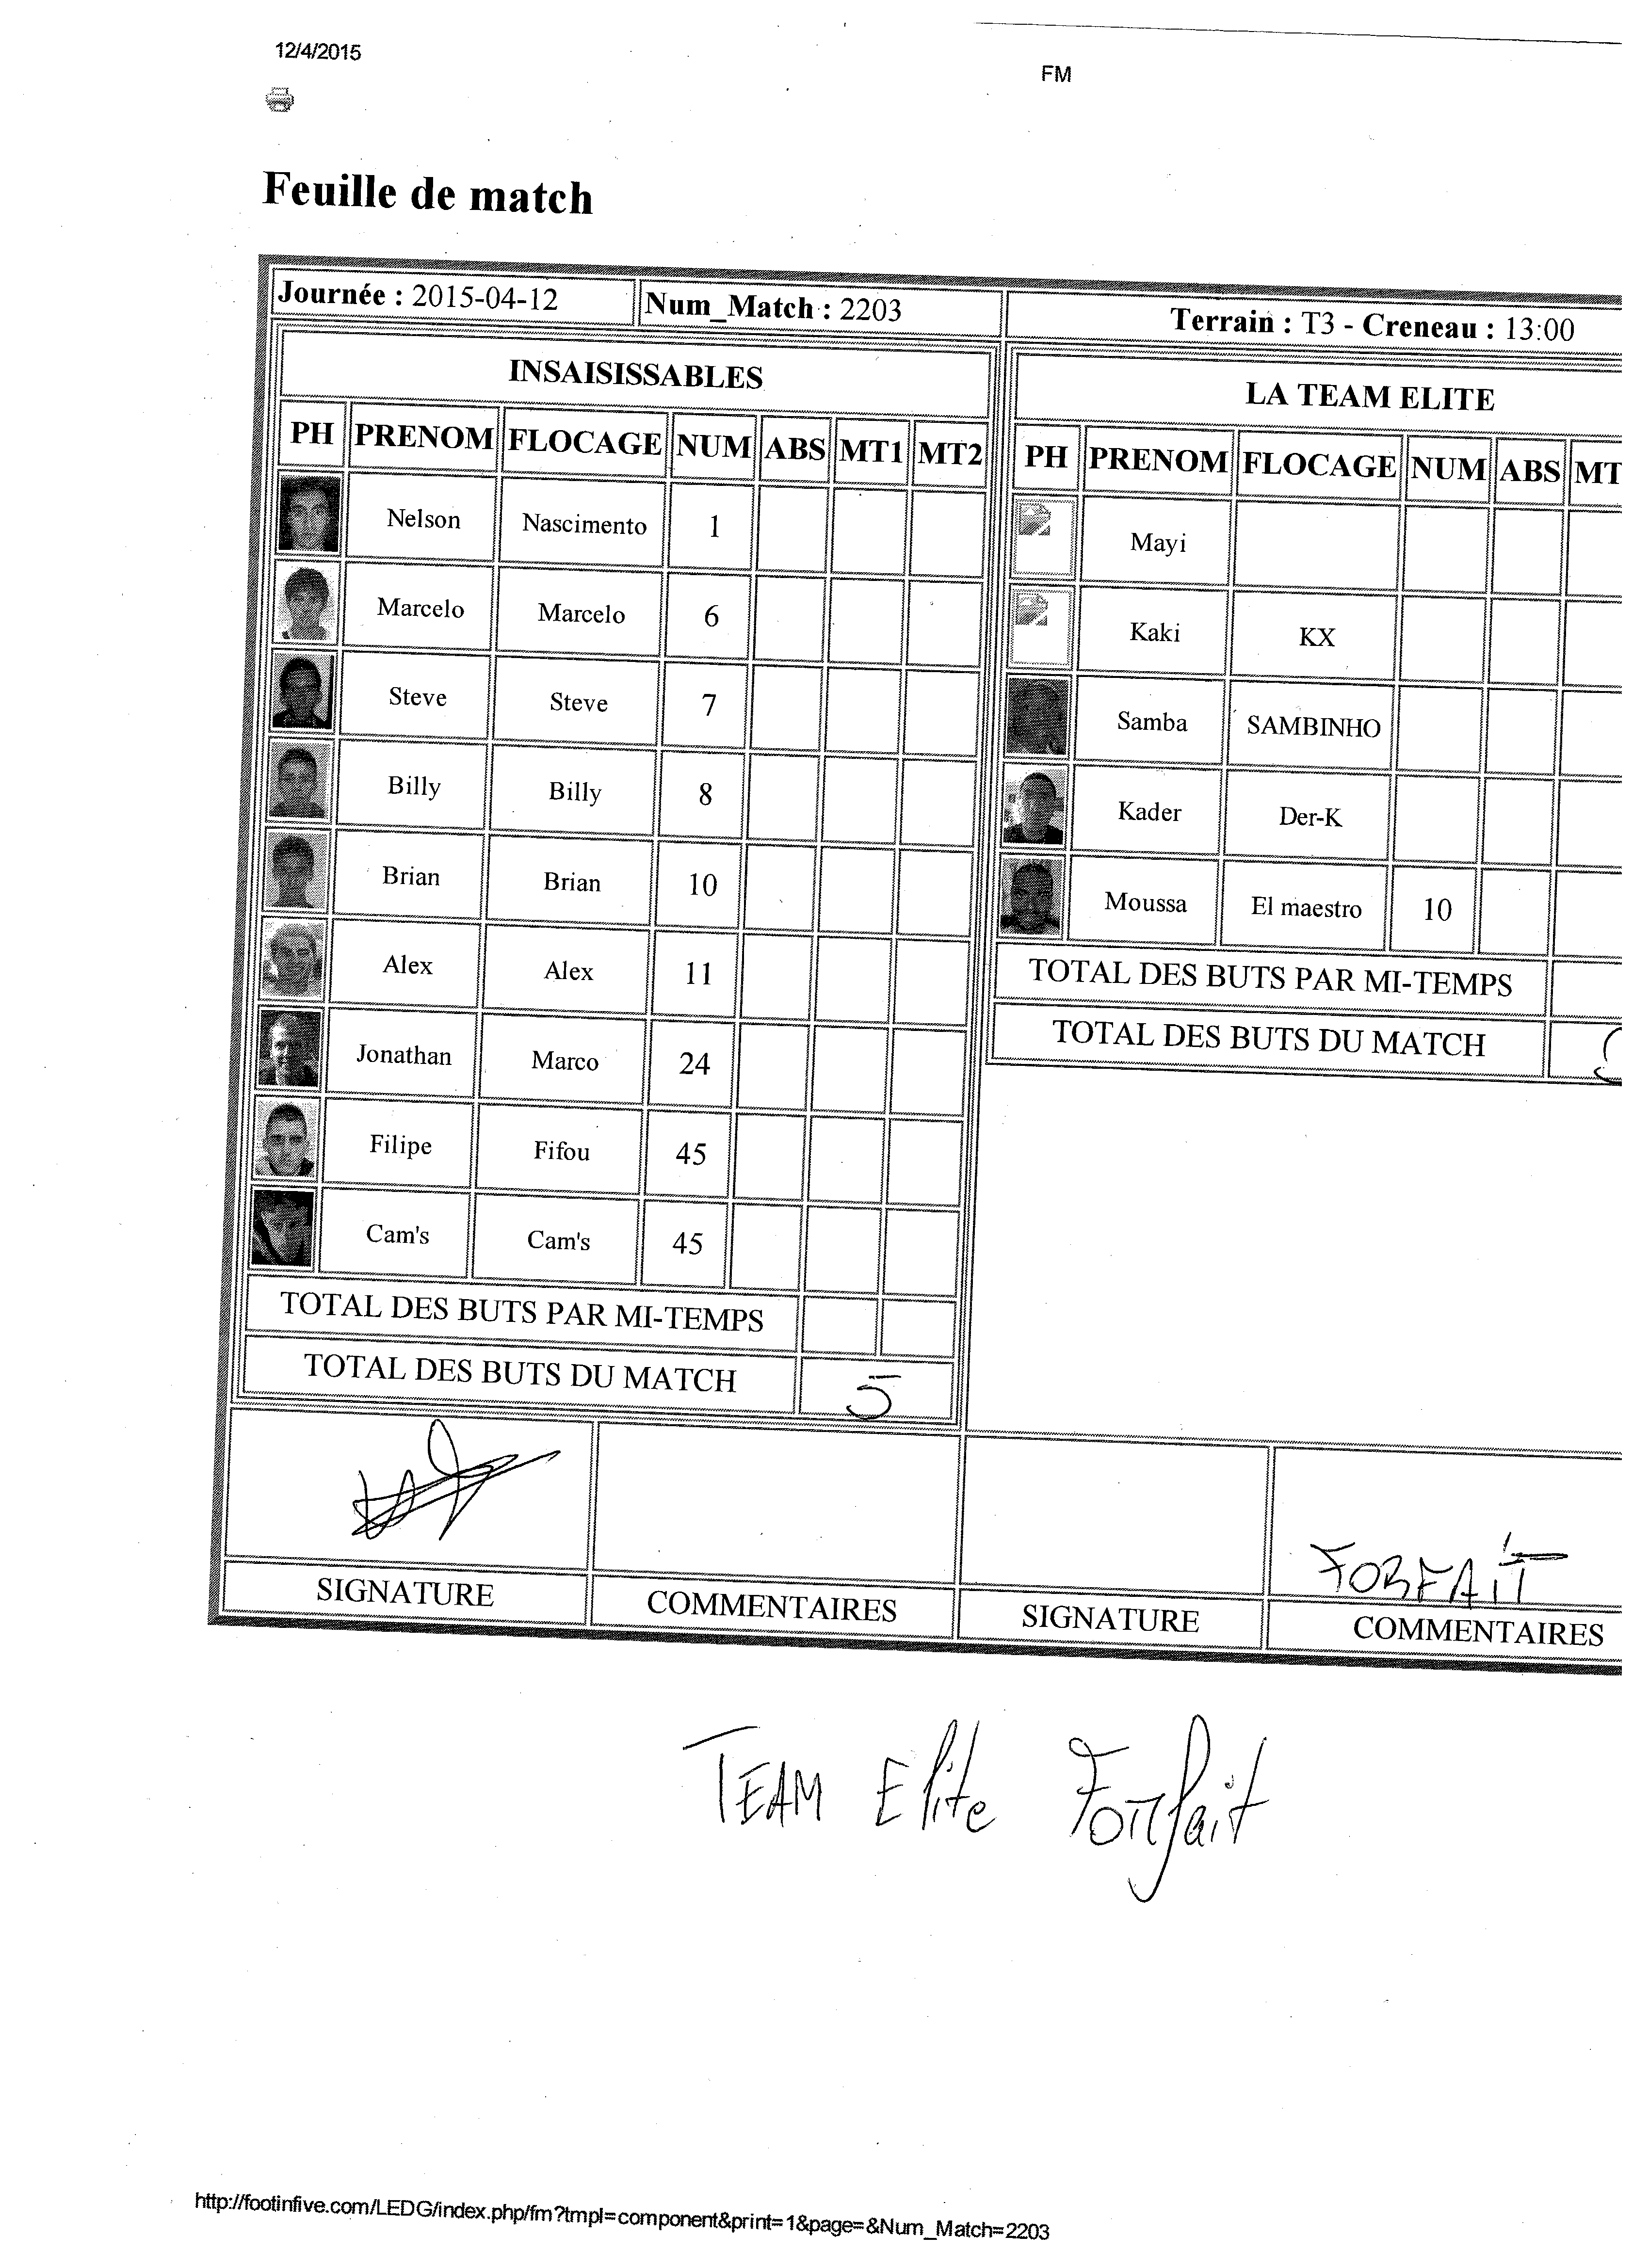 12/4/2015
FM
Feuille de match
Journée : 2015-04-12 Num_Match : 2203 Terrain : T3 - Creneau : 13:00
INSAISISSABLES
PH PRENOM FLOCAGE NUM ABS MT1 MT2
Nelson Nascimento 1
Marcelo Marcelo 6
Steve Steve 7
Billy Billy 8
Brian Brian 10
Alex Alex 11
Jonathan Marco 24
Filipe Fifou 45
Cam's Cam's 45
TOTAL DES BUTS PAR MI-TEMPS
TOTAL DES BUTS DU MATCH 5
LA TEAM ELITE
PH PRENOM FLOCAGE NUM ABS MT
Mayi
Kaki KX
Samba SAMBINHO
Kader Der-K
Moussa El maestro 10
TOTAL DES BUTS PAR MI-TEMPS
TOTAL DES BUTS DU MATCH
FORFAIT
SIGNATURE COMMENTAIRES SIGNATURE COMMENTAIRES
TEAM Elite Forfait
http://footinfive.com/LEDG/index.php/fm?tmpl=component&print=1&page=&Num_Match=2203